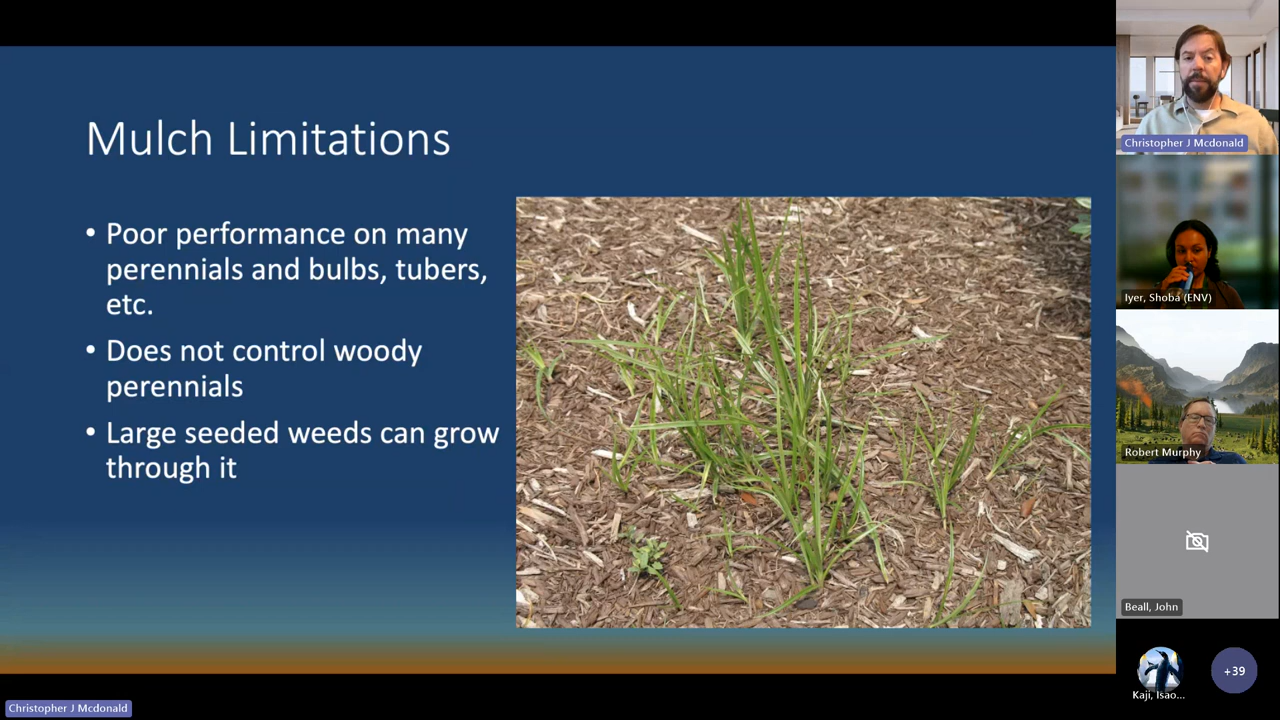 Mulch Limitations
• Poor performance on many
perennials and bulbs, tubers,
etc.
• Does not control woody
perennials
• Large seeded weeds can grow
through it
Christopher J Mcdonald
Iyer, Shoba (ENV)
Robert Murphy
Beall, John
Kaji, Isao...
+39
Christopher J Mcdonald